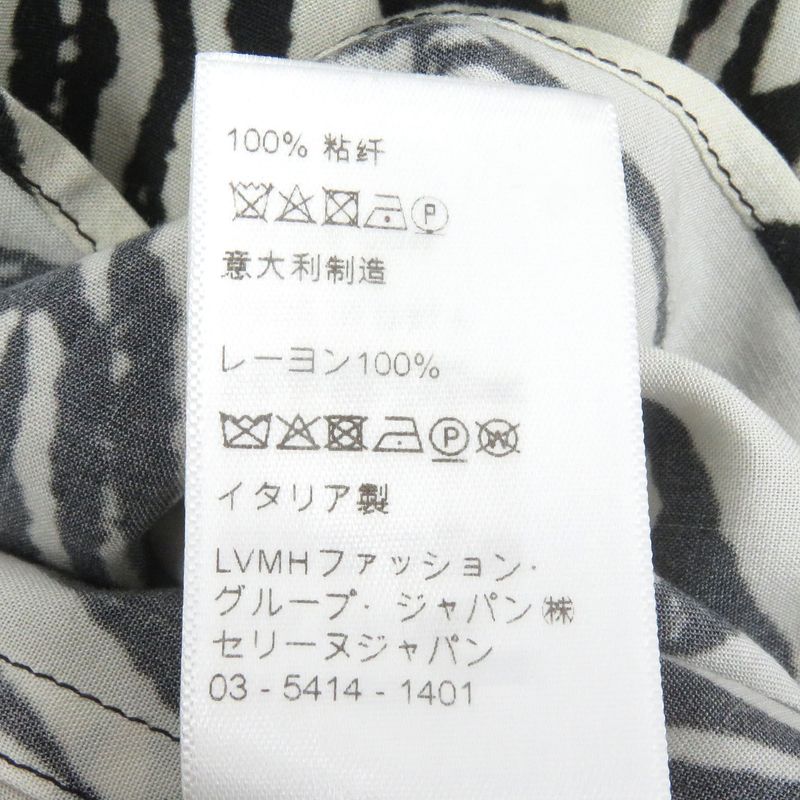 100% 粘纤
P
意大利制造
レーヨン100%
P W
イタリア製
LVMHファッション・
グループ・ジャパン㈱
セリーヌジャパン
03 - 5414 - 1401